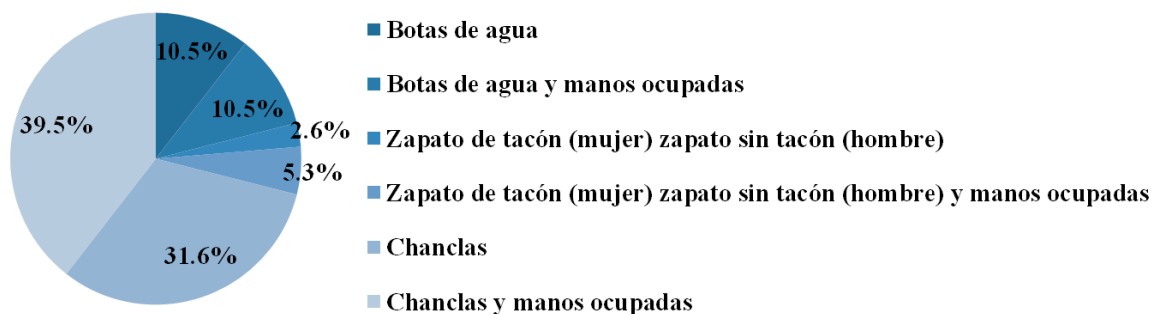 10.5%
10.5%
2.6%
5.3%
31.6%
39.5%
Botas de agua
Botas de agua y manos ocupadas
Zapato de tacón (mujer) zapato sin tacón (hombre)
Zapato de tacón (mujer) zapato sin tacón (hombre) y manos ocupadas
Chanclas
Chanclas y manos ocupadas